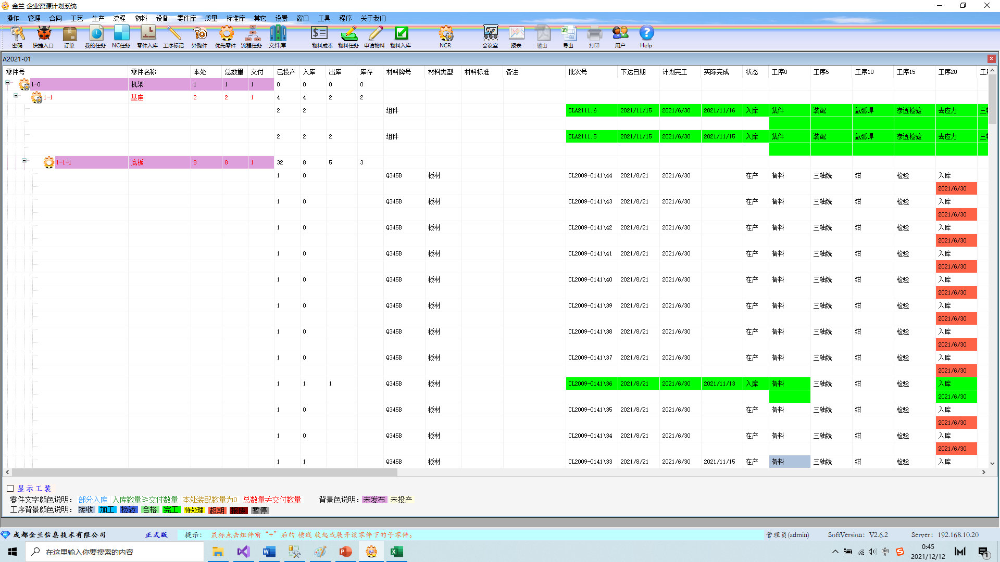 金兰 企业资源计划系统
操作 管理 合同 工艺 生产 流程 物料 设备 零件库 质量 标准库 其它 设置 窗口 工具 程序 关于我们
密码 快捷入口 订单 我的任务 NC任务 零件入库 工序标记 外购件 优先零件 流程任务 文件库 物料成本 物料任务 申请物料 物料入库 NCR 会议室 报表 输出 导出 打印 用户 Help
A2021-01
零件号 零件名称 本处 总数量 交付 已投产 入库 出库 库存 材料牌号 材料类型 材料标准 备注 批次号 下达日期 计划完工 实际完成 状态 工序0 工序5 工序10 工序15 工序20
1-0 机架 1 1 1 0 0 0 0
1-1 基座 2 2 1 4 4 2 2
2 2 组件 CLA2111.6 2021/11/15 2021/6/30 2021/11/16 入库 焦件 装配 氩弧焊 渗透检验 去应力
2 2 2 组件 CLA2111.5 2021/11/15 2021/6/30 2021/11/15 入库 焦件 装配 氩弧焊 渗透检验 去应力
1-1-1 底板 8 8 1 32 8 5 3
1 0 Q345B 板材 CL2009-0141\44 2021/8/21 2021/6/30 在产 备料 三轴铣 钳 检验 入库
2021/6/30
1 0 Q345B 板材 CL2009-0141\43 2021/8/21 2021/6/30 在产 备料 三轴铣 钳 检验 入库
2021/6/30
1 0 Q345B 板材 CL2009-0141\42 2021/8/21 2021/6/30 在产 备料 三轴铣 钳 检验 入库
2021/6/30
1 0 Q345B 板材 CL2009-0141\41 2021/8/21 2021/6/30 在产 备料 三轴铣 钳 检验 入库
2021/6/30
1 0 Q345B 板材 CL2009-0141\40 2021/8/21 2021/6/30 在产 备料 三轴铣 钳 检验 入库
2021/6/30
1 0 Q345B 板材 CL2009-0141\39 2021/8/21 2021/6/30 在产 备料 三轴铣 钳 检验 入库
2021/6/30
1 0 Q345B 板材 CL2009-0141\38 2021/8/21 2021/6/30 在产 备料 三轴铣 钳 检验 入库
2021/6/30
1 0 Q345B 板材 CL2009-0141\37 2021/8/21 2021/6/30 在产 备料 三轴铣 钳 检验 入库
2021/6/30
1 1 1 Q345B 板材 CL2009-0141\36 2021/8/21 2021/6/30 2021/11/13 入库 备料 三轴铣 钳 检验 入库
2021/6/30
1 0 Q345B 板材 CL2009-0141\35 2021/8/21 2021/6/30 在产 备料 三轴铣 钳 检验 入库
2021/6/30
1 0 Q345B 板材 CL2009-0141\34 2021/8/21 2021/6/30 在产 备料 三轴铣 钳 检验 入库
2021/6/30
1 1 Q345B 板材 CL2009-0141\33 2021/8/21 2021/6/30 2021/11/15 在产 备料 三轴铣 钳 检验 入库
显示工装
零件文字颜色说明： 部分入库 入库数量≥交付数量 本处装配数量为0 总数量≠交付数量 背景色说明： 未发布 未投产
工序背景颜色说明： 接收 加工 检验 合格 完工 待处理 超期 报废 暂停
成都金兰信息技术有限公司 正式版 提示： 鼠标点击组件前“+”后的 横线 收起或展开该零件下的子零件。 管理员(admin) SoftVersion: V2.6.2 Server: 192.168.10.20
在这里输入你要搜索的内容 中 0:45
2021/12/12 1